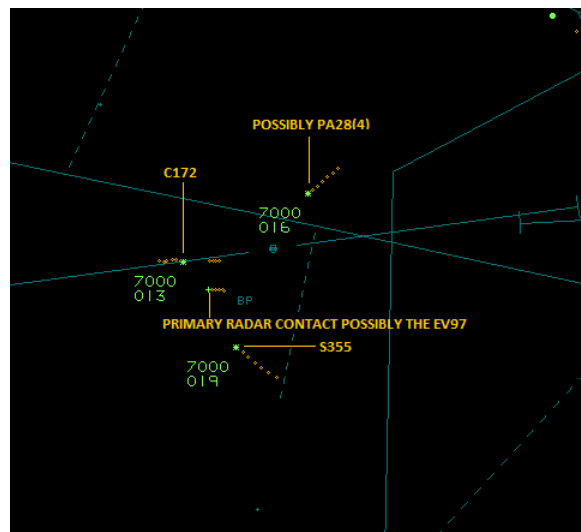 POSSIBLY PA28(4)
C172
7000
016
7000
013
BP
PRIMARY RADAR CONTACT POSSIBLY THE EV97
S355
7000
019